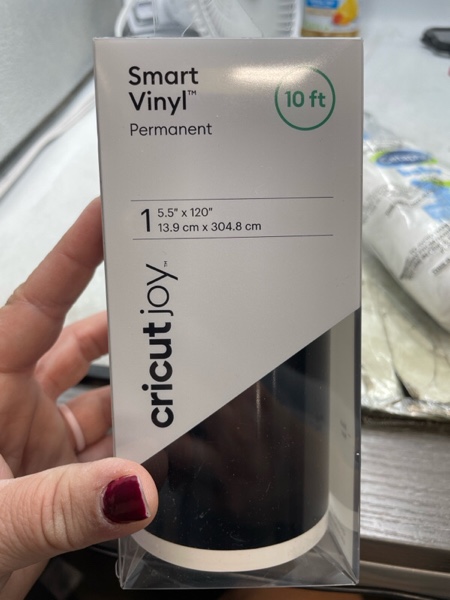 Smart
Vinyl™
10 ft
Permanent
1
5.5" x 120"
13.9 cm x 304.8 cm
cricut joy™